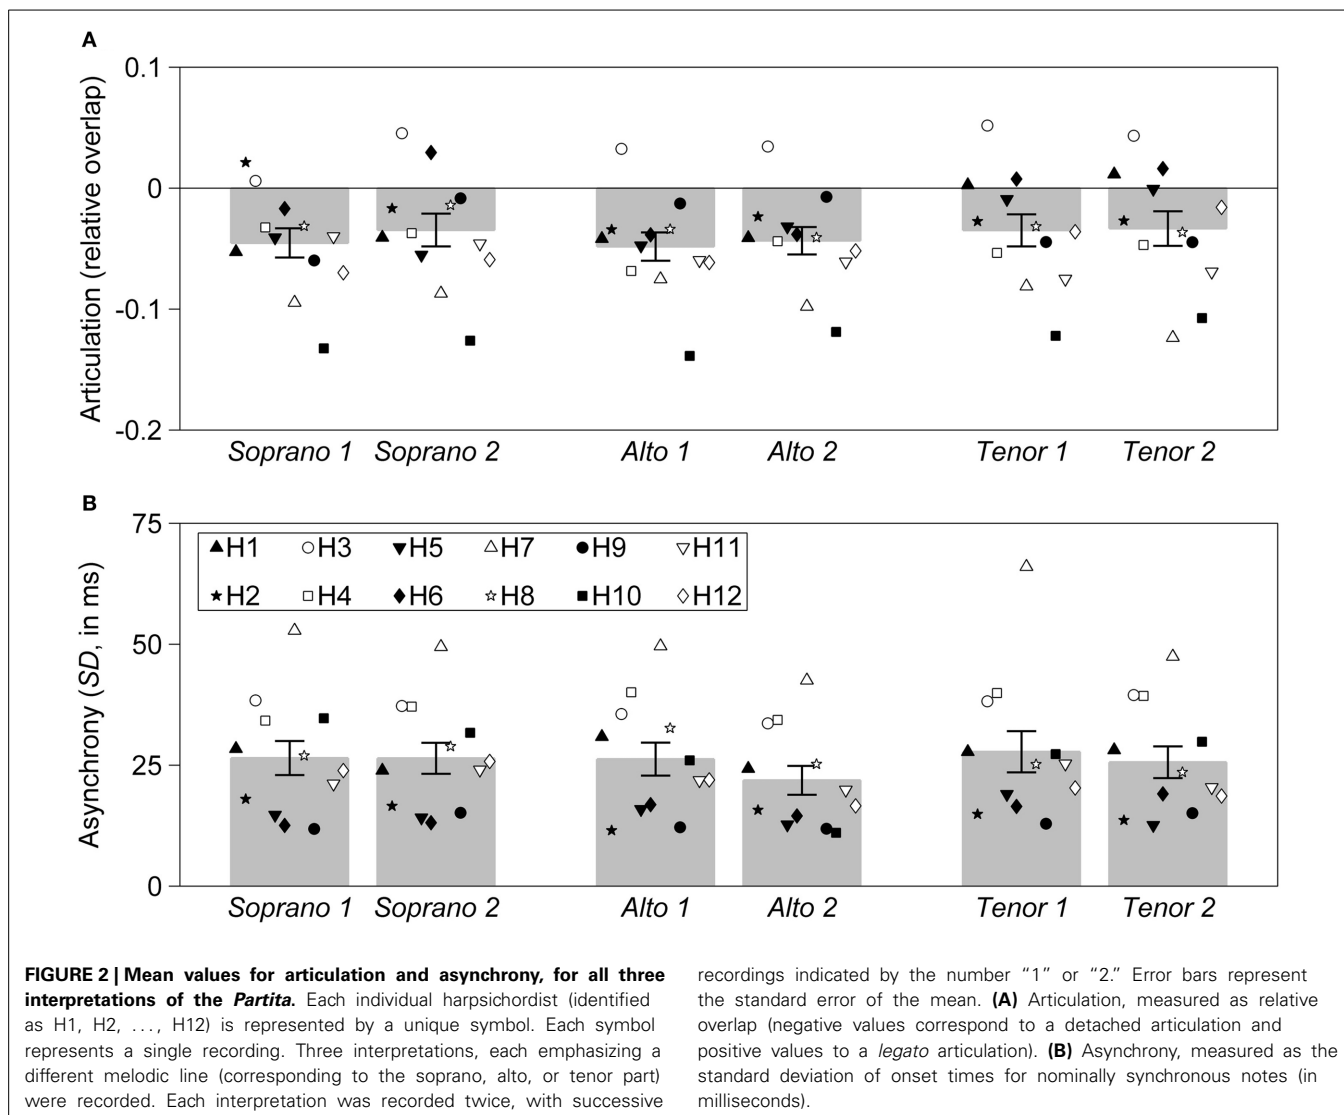 A
Articulation (relative overlap)
0.1
0
-0.1
-0.2
Soprano 1 Soprano 2 Alto 1 Alto 2 Tenor 1 Tenor 2
B
Asynchrony (SD, in ms)
75
50
25
0
H1 H3 H5 H7 H9 H11
H2 H4 H6 H8 H10 H12
Soprano 1 Soprano 2 Alto 1 Alto 2 Tenor 1 Tenor 2
FIGURE 2 | Mean values for articulation and asynchrony, for all three
interpretations of the Partita. Each individual harpsichordist (identified
as H1, H2, ..., H12) is represented by a unique symbol. Each symbol
represents a single recording. Three interpretations, each emphasizing a
different melodic line (corresponding to the soprano, alto, or tenor part)
were recorded. Each interpretation was recorded twice, with successive
recordings indicated by the number “1” or “2.” Error bars represent
the standard error of the mean. (A) Articulation, measured as relative
overlap (negative values correspond to a detached articulation and
positive values to a legato articulation). (B) Asynchrony, measured as the
standard deviation of onset times for nominally synchronous notes (in
milliseconds).